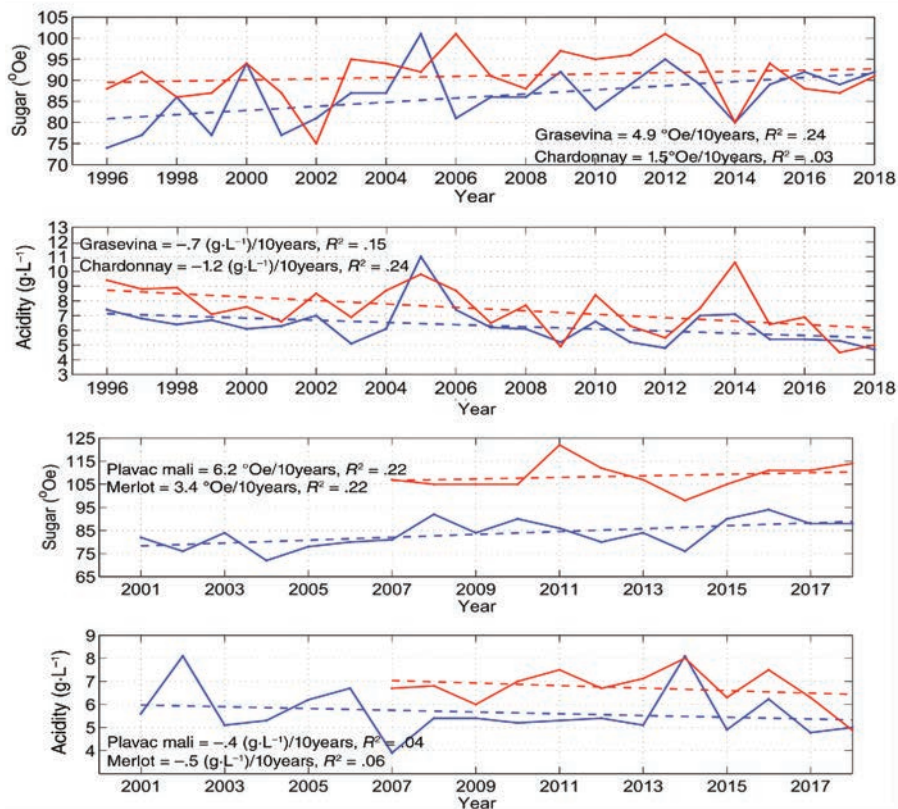 105
100
95
90
85
80
75
70
Sugar (°Oe)
Grasevina = 4.9 °Oe/10years, R² = .24
Chardonnay = 1.5°Oe/10years, R² = .03
1996 1998 2000 2002 2004 2006 2008 2010 2012 2014 2016 2018
Year
13
12
11
10
9
8
7
6
5
4
3
Acidity (g·L⁻¹)
Grasevina = –.7 (g·L⁻¹)/10years, R² = .15
Chardonnay = –1.2 (g·L⁻¹)/10years, R² = .24
1996 1998 2000 2002 2004 2006 2008 2010 2012 2014 2016 2018
Year
125
115
105
95
85
75
65
Sugar (°Oe)
Plavac mali = 6.2 °Oe/10years, R² = .22
Merlot = 3.4 °Oe/10years, R² = .22
2001 2003 2005 2007 2009 2011 2013 2015 2017
Year
9
8
7
6
5
4
Acidity (g·L⁻¹)
Plavac mali = –.4 (g·L⁻¹)/10years, R² = .04
Merlot = –.5 (g·L⁻¹)/10years, R² = .06
2001 2003 2005 2007 2009 2011 2013 2015 2017
Year